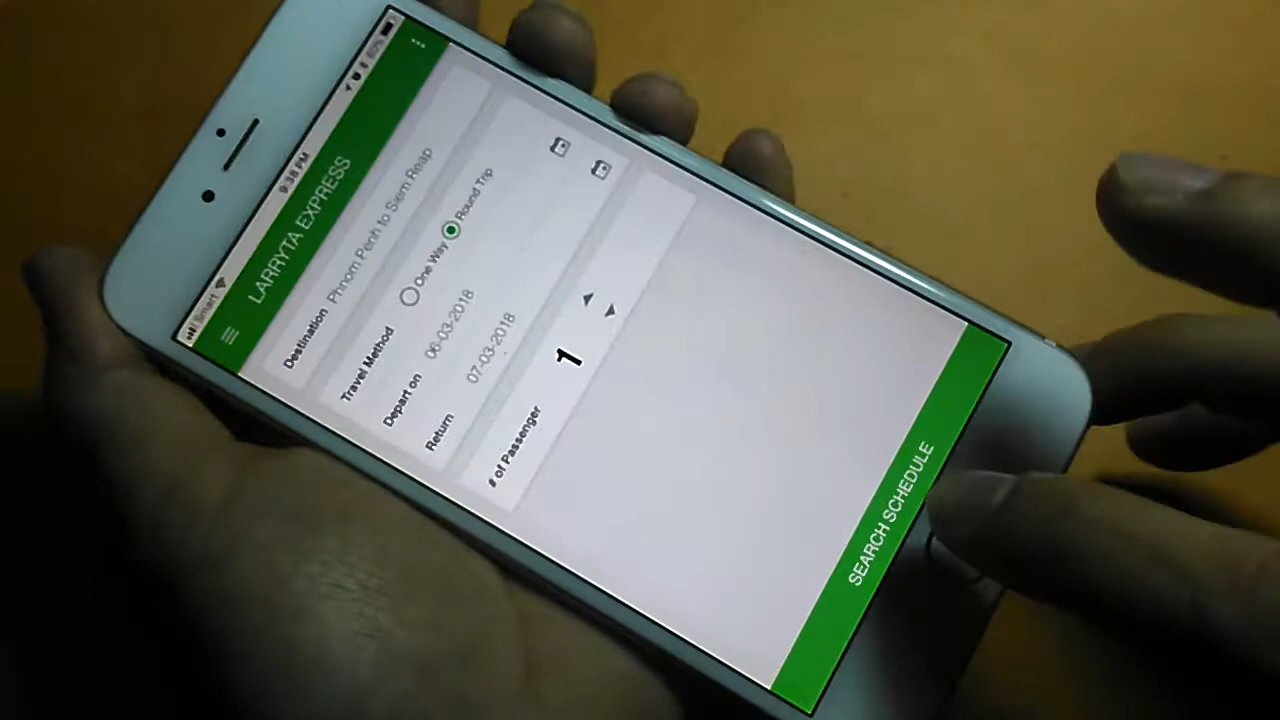 Smart 9:38 PM 60%
LARRYTA EXPRESS
Destination Phnom Penh to Siem Reap
Travel Method One Way Round Trip
Depart on 06-03-2018
Return 07-03-2018
# of Passenger 1
SEARCH SCHEDULE